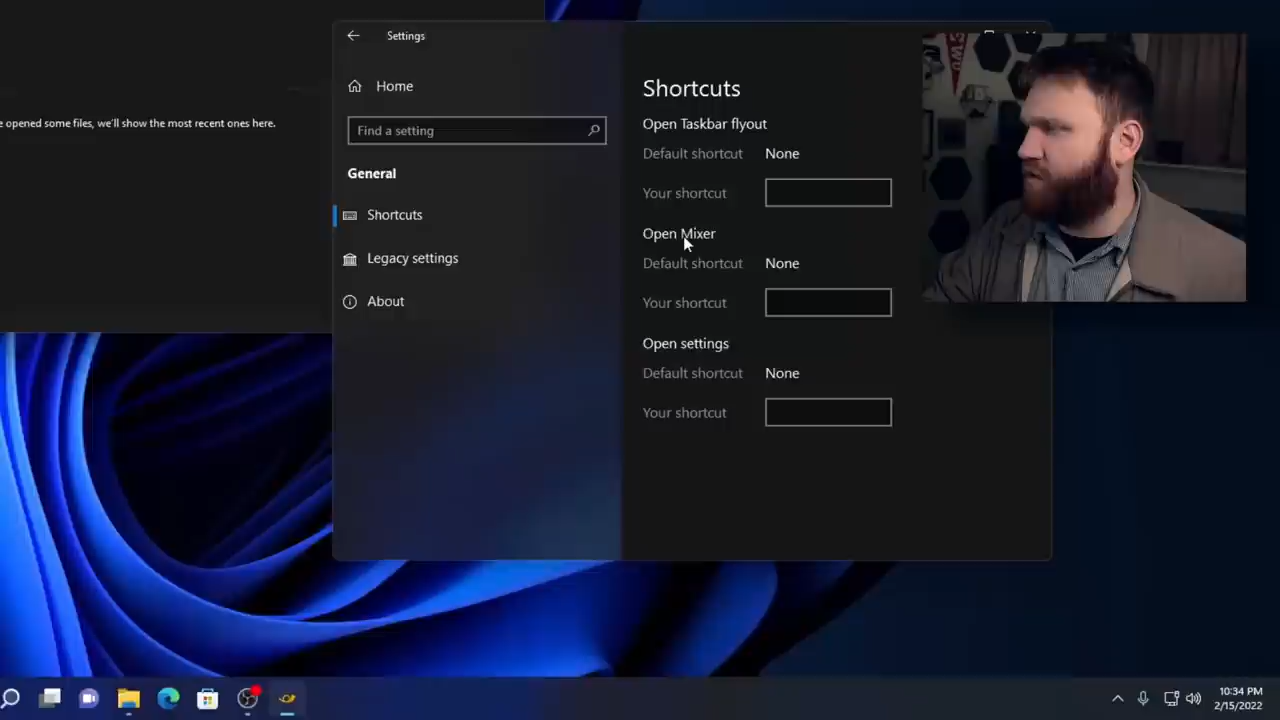 Settings
Home
e opened some files, we'll show the most recent ones here.
Find a setting
General
Shortcuts
Legacy settings
About
Shortcuts
Open Taskbar flyout
Default shortcut None
Your shortcut
Open Mixer
Default shortcut None
Your shortcut
Open settings
Default shortcut None
Your shortcut
CWU
10:34 PM
2/15/2022